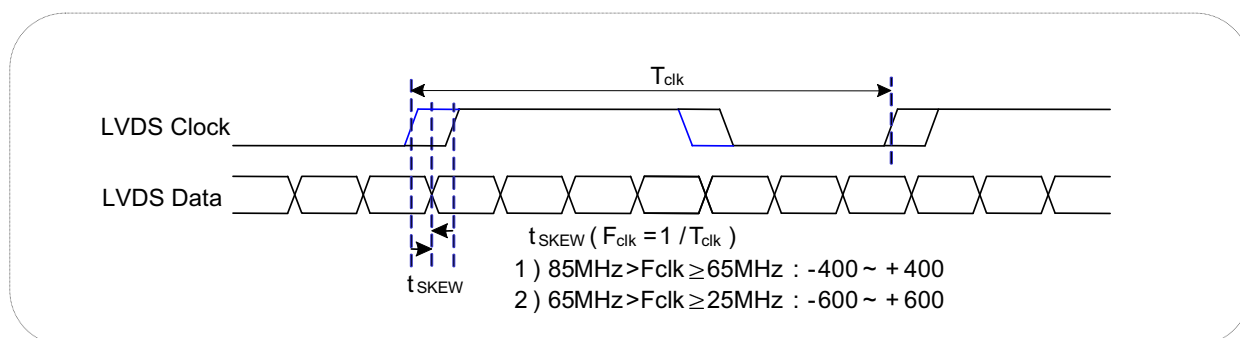 Tclk
LVDS Clock
LVDS Data
tSKEW ( Fclk = 1 / Tclk )
1 ) 85MHz > Fclk ≥ 65MHz : -400 ~ +400
2 ) 65MHz > Fclk ≥ 25MHz : -600 ~ +600
tSKEW